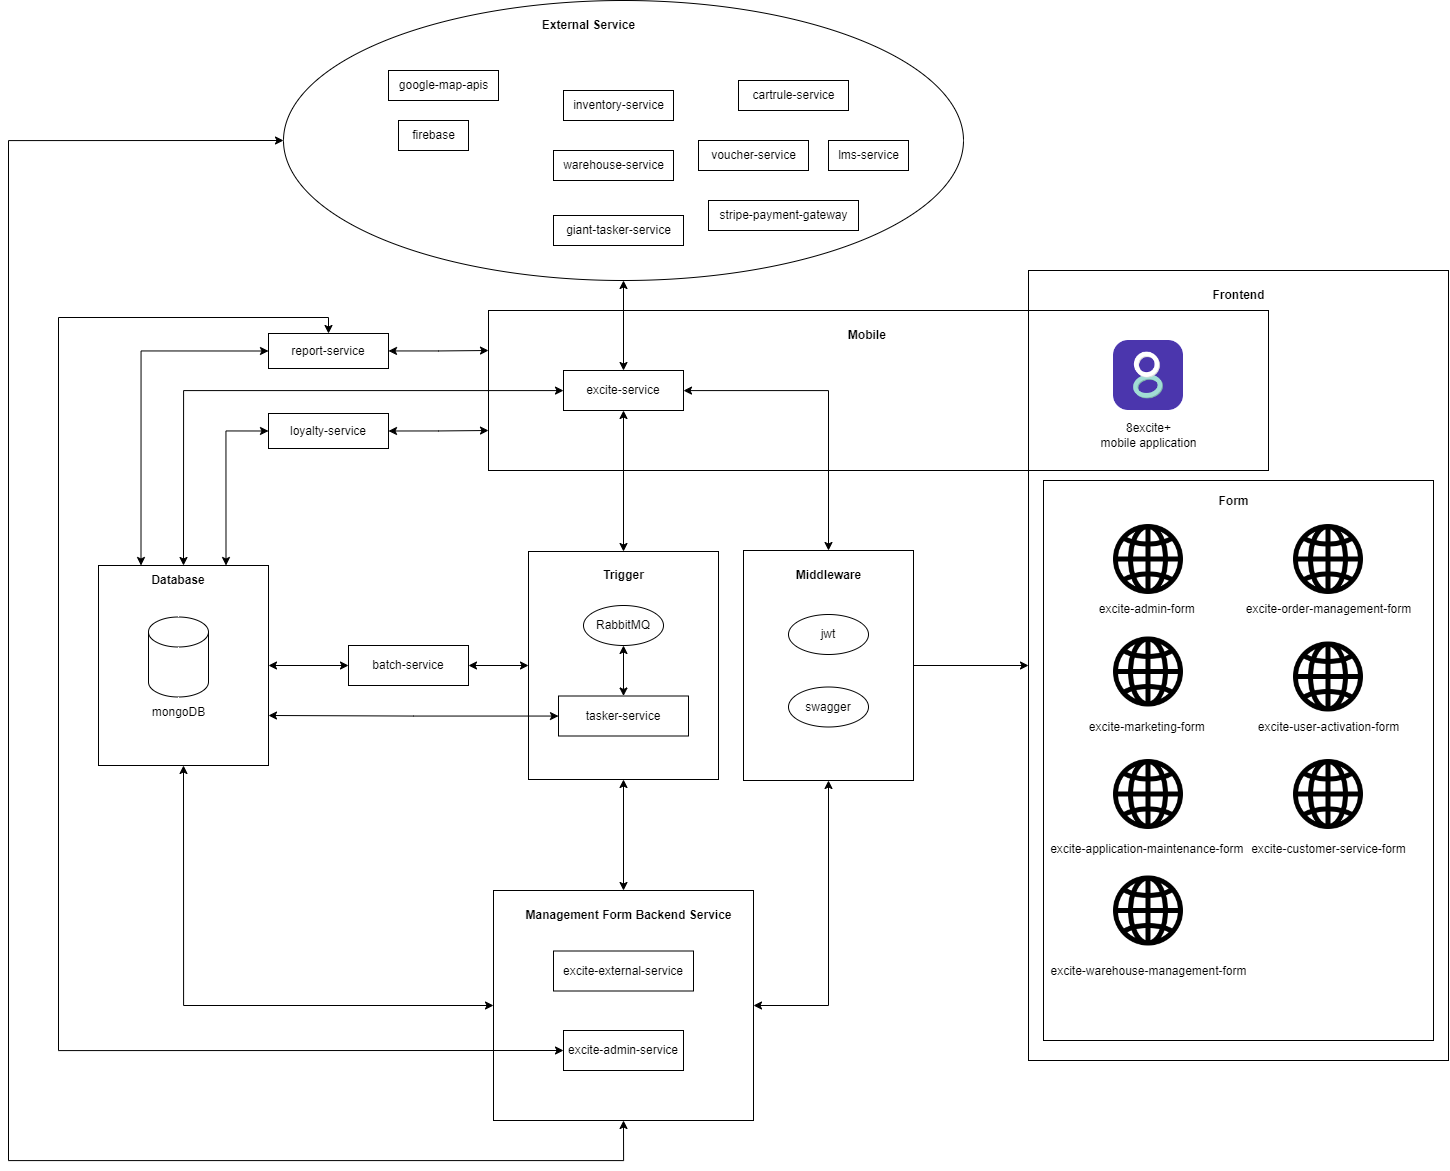 External Service
google-map-apis
firebase
inventory-service
cartrule-service
warehouse-service
voucher-service
lms-service
giant-tasker-service
stripe-payment-gateway
Frontend
Mobile
report-service
excite-service
loyalty-service
8excite+
mobile application
Form
excite-admin-form
excite-order-management-form
excite-marketing-form
excite-user-activation-form
excite-application-maintenance-form
excite-customer-service-form
excite-warehouse-management-form
Database
mongoDB
batch-service
Trigger
RabbitMQ
tasker-service
Middleware
jwt
swagger
Management Form Backend Service
excite-external-service
excite-admin-service